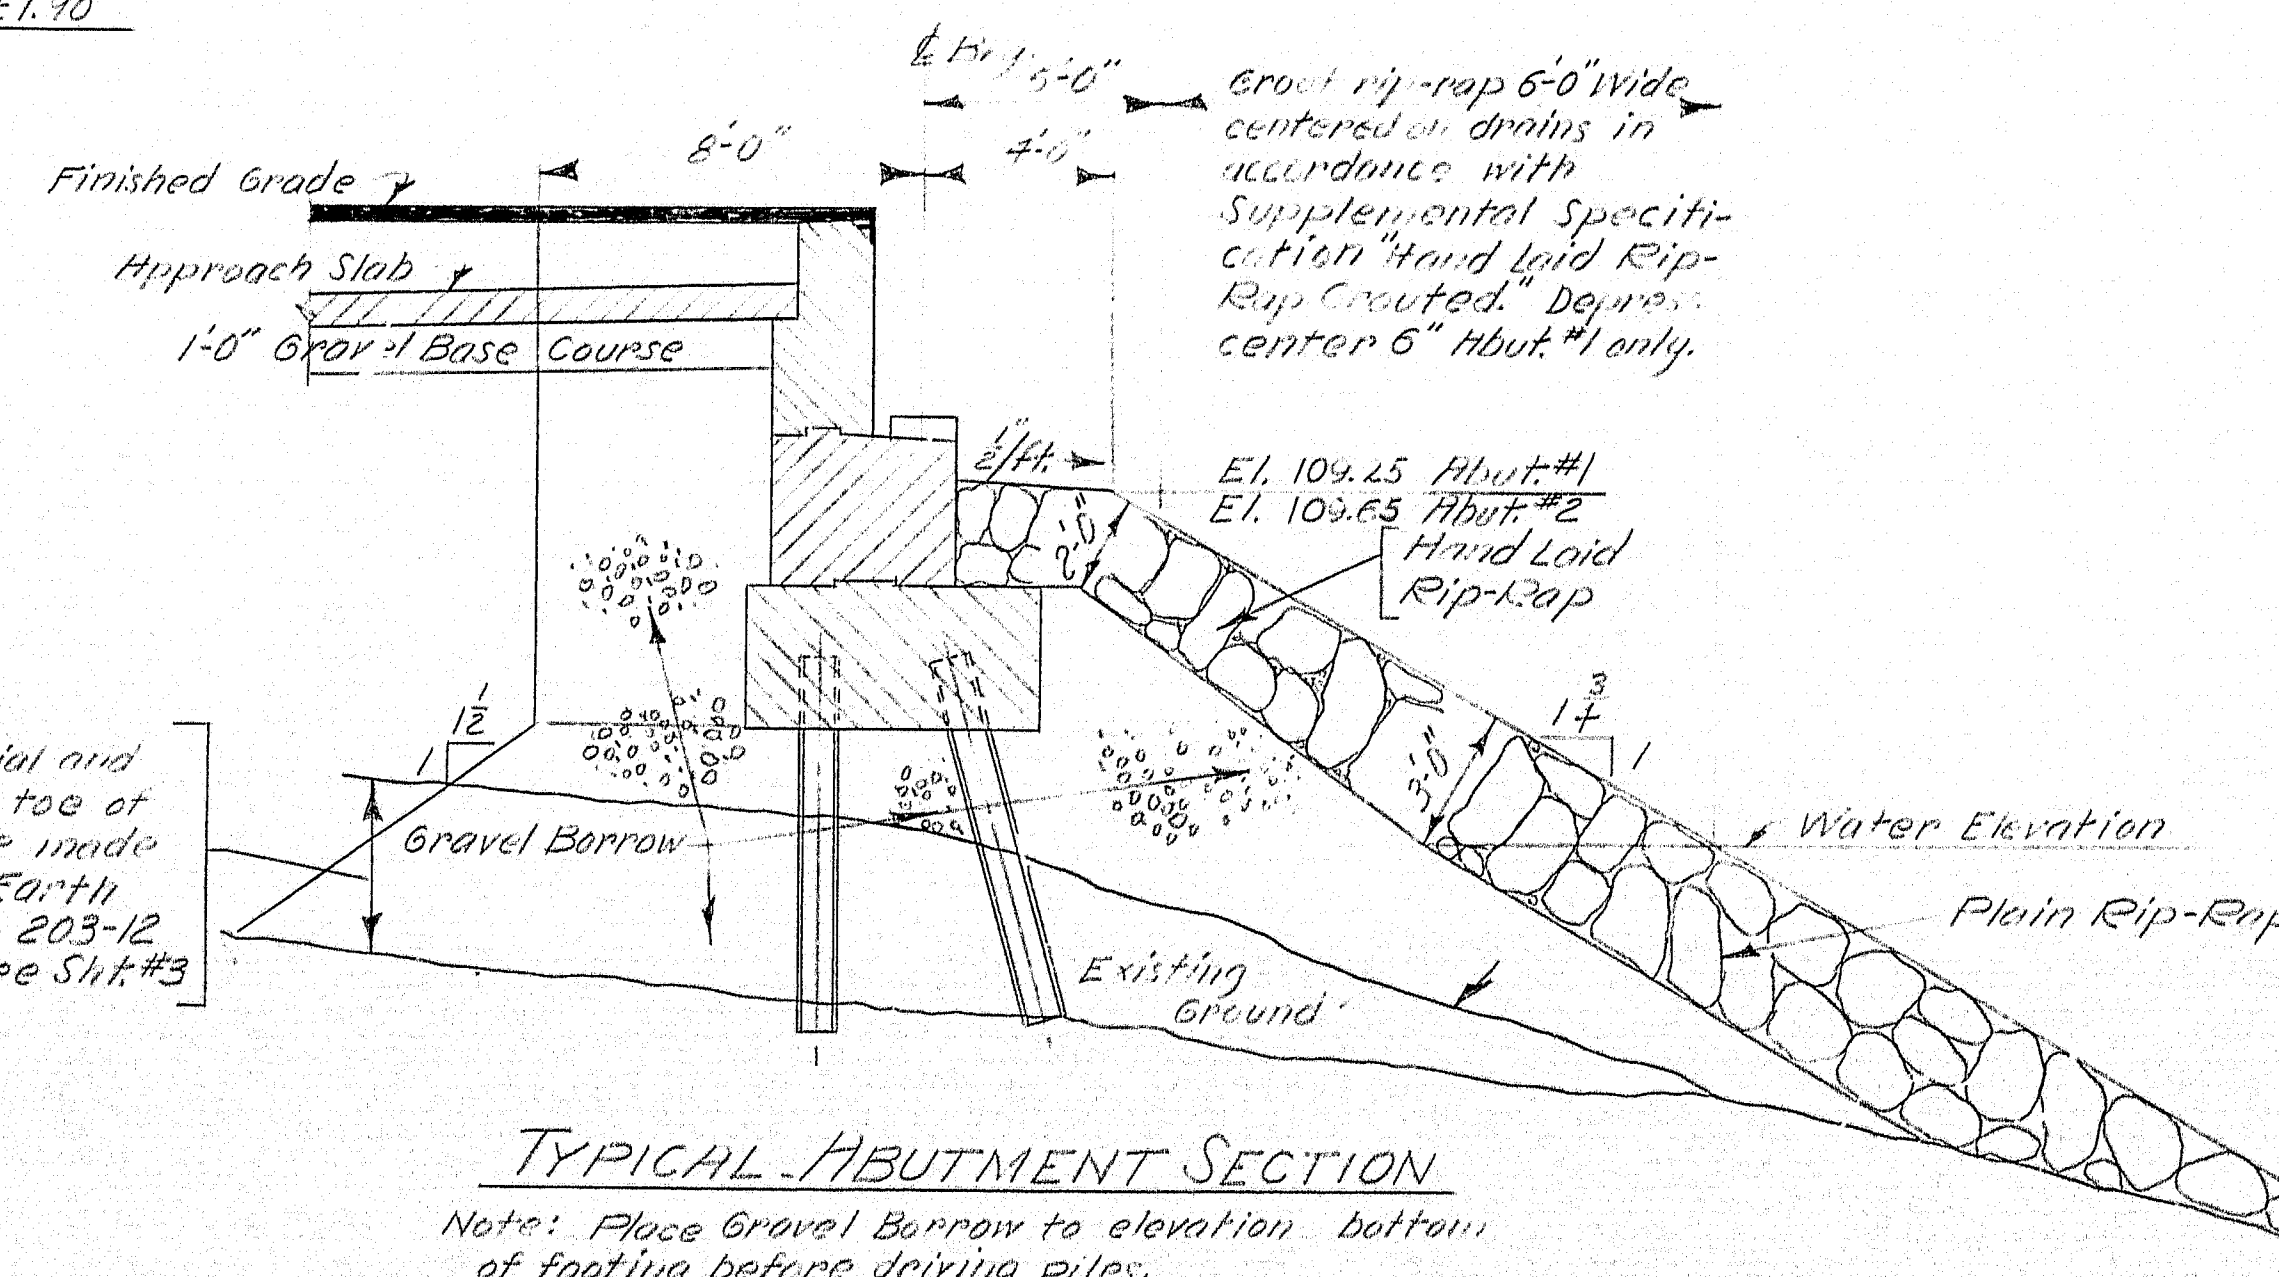 ℄ Brg.
5'-0"
8'-0"
4'-0"
Grout rip-rap 6'-0" Wide
centered on drains in
accordance with
Supplemental Specifi-
cation "Hand Laid Rip-
Rap Grouted." Depress
center 6" Abut. #1 only.
Finished Grade
Approach Slab
1'-0" Gravel Base Course
1/2"/ft.
El. 109.25 Abut. #1
El. 109.65 Abut. #2
2'-0"
Hand Laid
Rip-Rap
1 3/4
1
3'-0"
1 1/2
1
ial and
toe of
e made
Earth
203-12
Sht. #3
Gravel Borrow
Water Elevation
Plain Rip-Rap
Existing
Ground
TYPICAL ABUTMENT SECTION
Note: Place Gravel Borrow to elevation bottom
of footing before driving piles.